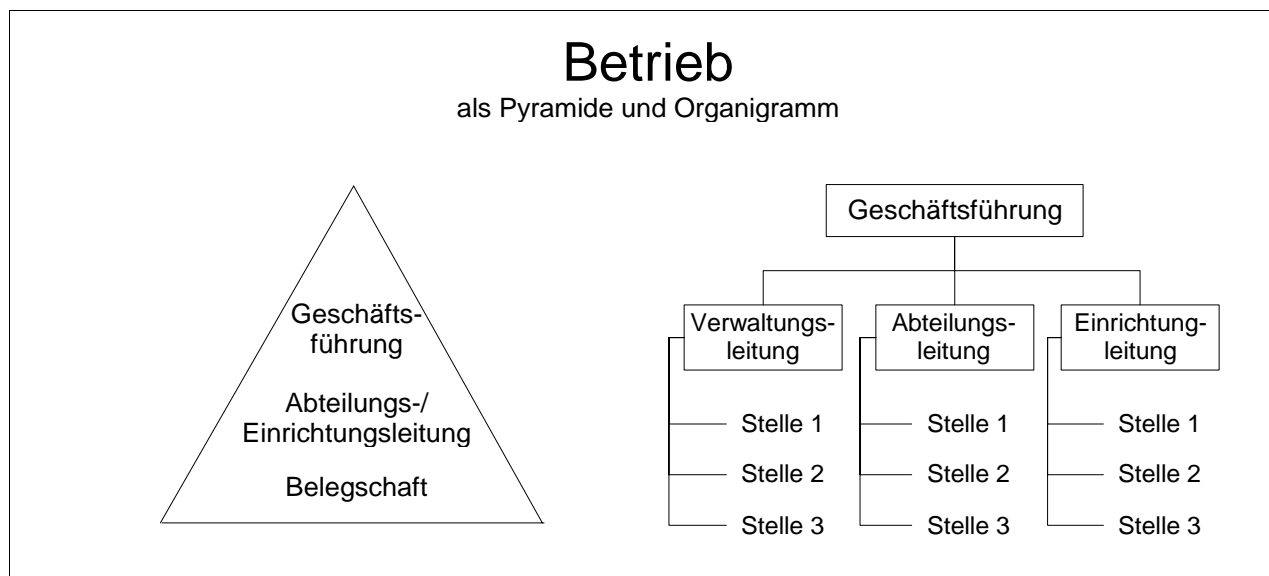 Betrieb
als Pyramide und Organigramm
Geschäfts-
führung
Abteilungs-/
Einrichtungsleitung
Belegschaft
Geschäftsführung
Verwaltungs-
leitung
Abteilungs-
leitung
Einrichtung-
leitung
Stelle 1
Stelle 2
Stelle 3
Stelle 1
Stelle 2
Stelle 3
Stelle 1
Stelle 2
Stelle 3